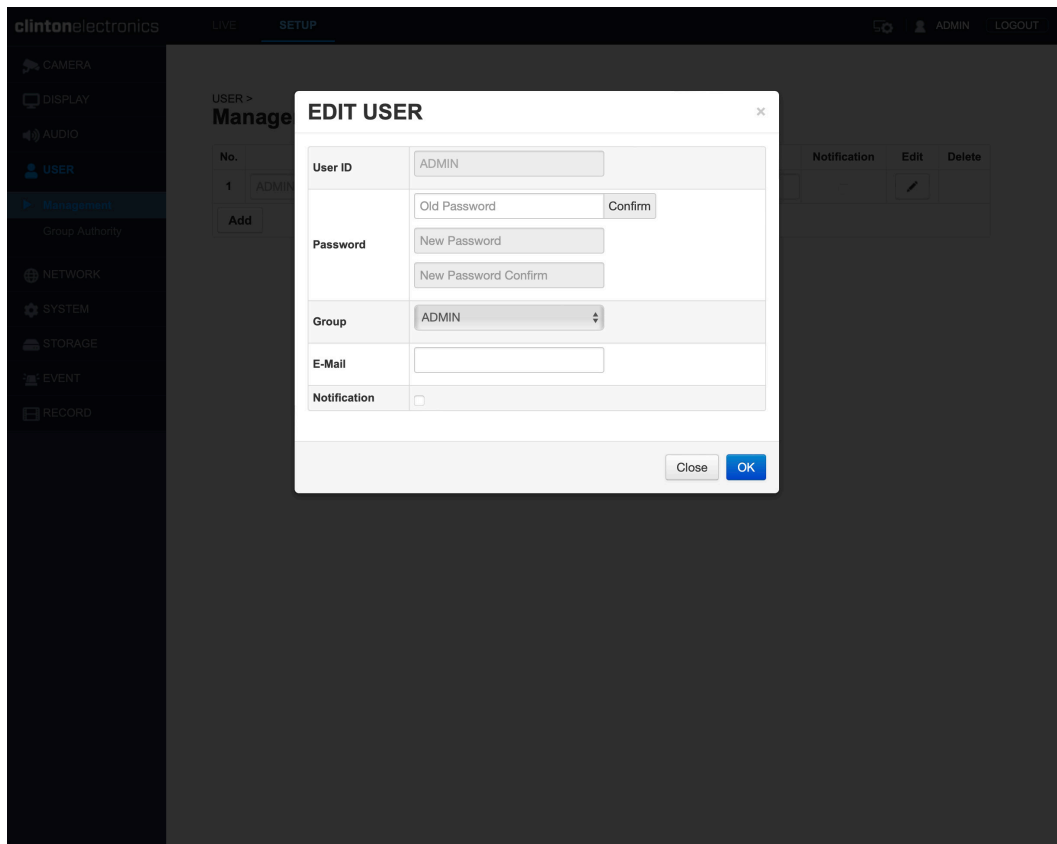 clintonelectronics
LIVE SETUP ADMIN LOGOUT
CAMERA
DISPLAY
AUDIO
USER
Management
Group Authority
NETWORK
SYSTEM
STORAGE
EVENT
RECORD
USER >
Manage
No. Notification Edit Delete
1 ADMIN
Add
EDIT USER ×
User ID ADMIN
Password
Old Password Confirm
New Password
New Password Confirm
Group ADMIN
E-Mail
Notification
Close OK